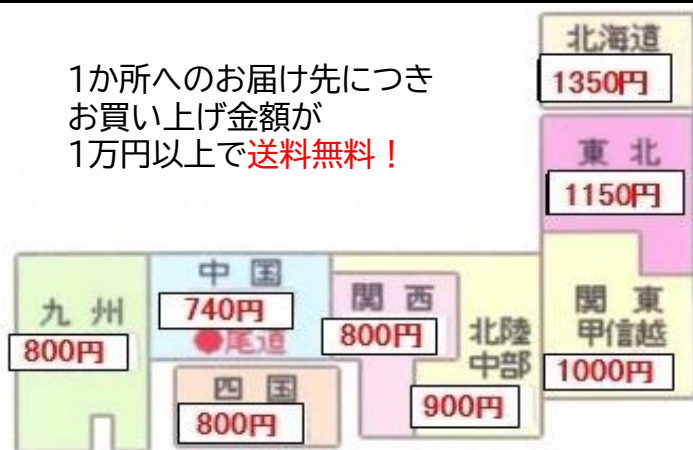 1か所へのお届け先につき
お買い上げ金額が
1万円以上で送料無料！
北海道
1350円
東北
1150円
関東
甲信越
1000円
北陸
中部
900円
関西
800円
中国
740円
●尾道
四国
800円
九州
800円